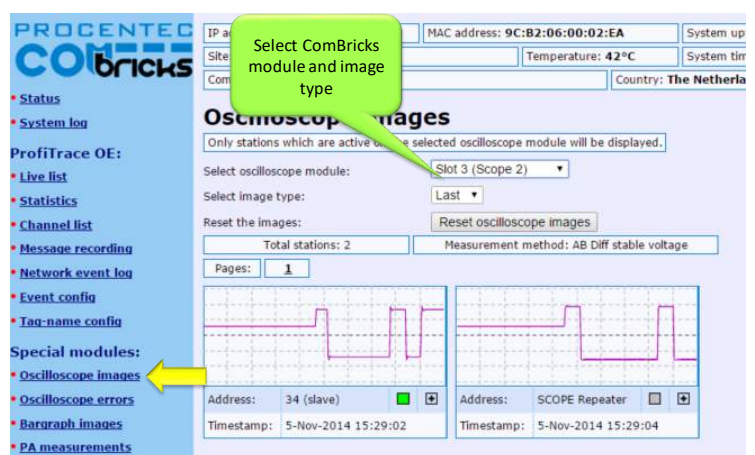 PROCENTEC
COMbricks
• Status
• System log
ProfiTrace OE:
• Live list
• Statistics
• Channel list
• Message recording
• Network event log
• Event config
• Tag-name config
Special modules:
• Oscilloscope images
• Oscilloscope errors
• Bargraph images
• PA measurements
IP a
MAC address: 9C:B2:06:00:02:EA
System up
Site
Temperature: 42°C
System tim
Com
Country: The Netherla
Select ComBricks
module and image
type
Oscilloscope images
Only stations which are active on the selected oscilloscope module will be displayed.
Select oscilloscope module:
Slot 3 (Scope 2)
Select image type:
Last
Reset the images:
Reset oscilloscope images
Total stations: 2
Measurement method: AB Diff stable voltage
Pages:
1
Address:
34 (slave)
Timestamp:
5-Nov-2014 15:29:02
Address:
SCOPE Repeater
Timestamp:
5-Nov-2014 15:29:04